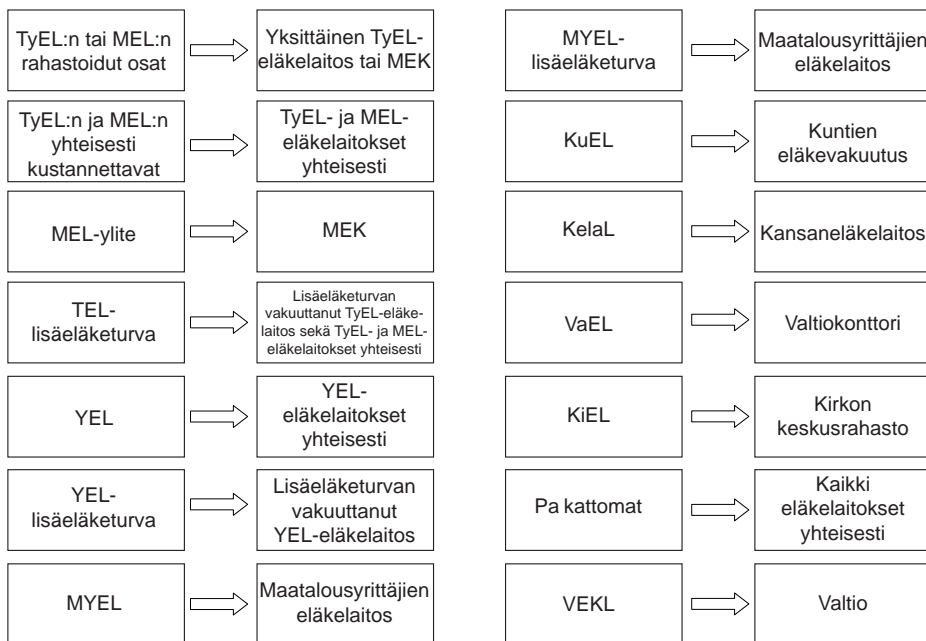 TyEL:n tai MEL:n
rahastoidut osat
Yksittäinen TyEL-
eläkelaitos tai MEK
TyEL:n ja MEL:n
yhteisesti
kustannettavat
TyEL- ja MEL-
eläkelaitokset
yhteisesti
MEL-ylite
MEK
TEL-
lisäeläketurva
Lisäeläketurvan
vakuuttanut TyEL-eläke-
laitos sekä TyEL- ja MEL-
eläkelaitokset yhteisesti
YEL
YEL-
eläkelaitokset
yhteisesti
YEL-
lisäeläketurva
Lisäeläketurvan
vakuuttanut
YEL-eläkelaitos
MYEL
Maatalousyrittäjien
eläkelaitos
MYEL-
lisäeläketurva
Maatalousyrittäjien
eläkelaitos
KuEL
Kuntien
eläkevakuutus
KelaL
Kansaneläkelaitos
VaEL
Valtiokonttori
KiEL
Kirkon
keskusrahasto
Pa kattomat
Kaikki
eläkelaitokset
yhteisesti
VEKL
Valtio